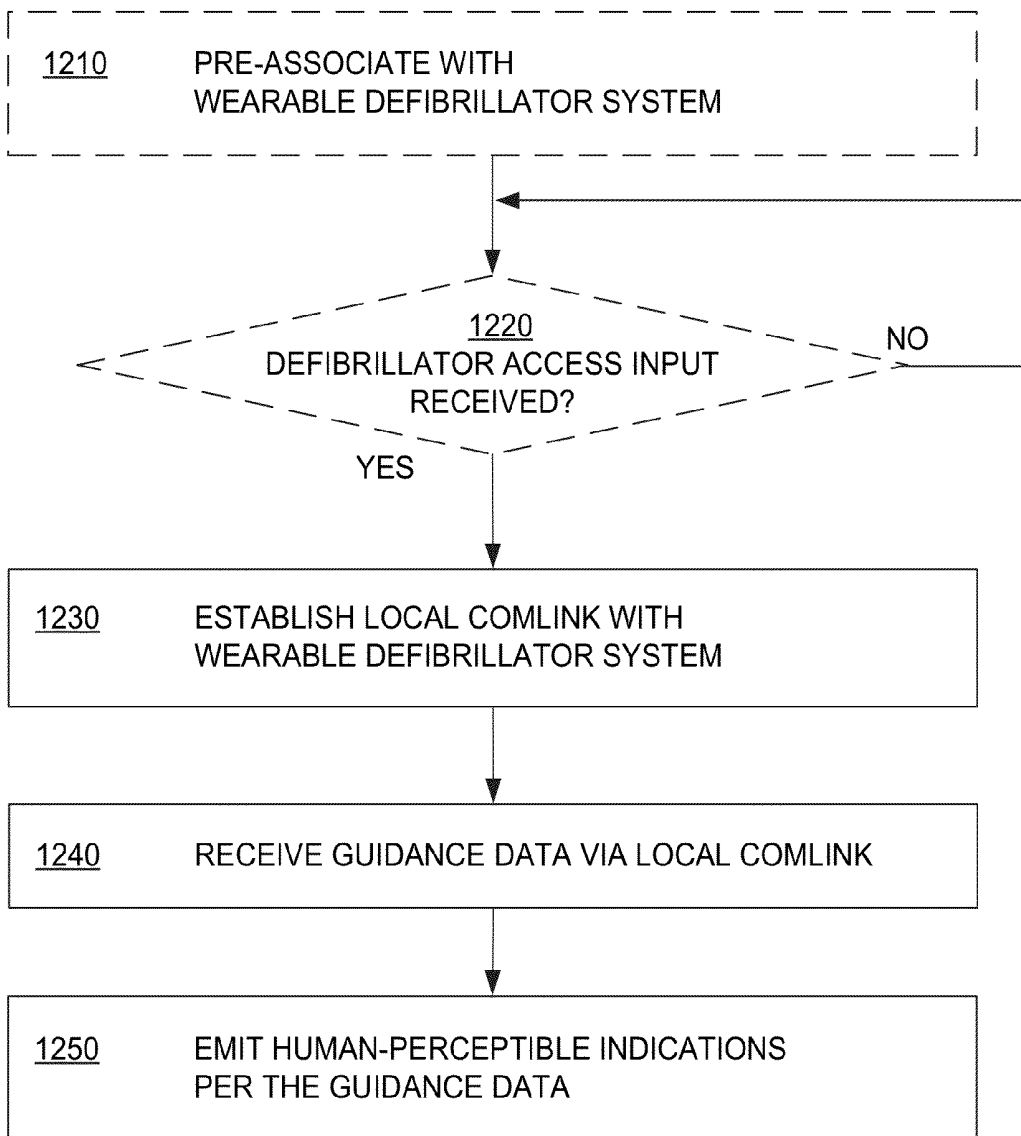 1210 PRE-ASSOCIATE WITH
WEARABLE DEFIBRILLATOR SYSTEM
1220
DEFIBRILLATOR ACCESS INPUT
RECEIVED?
NO
YES
1230 ESTABLISH LOCAL COMLINK WITH
WEARABLE DEFIBRILLATOR SYSTEM
1240 RECEIVE GUIDANCE DATA VIA LOCAL COMLINK
1250 EMIT HUMAN-PERCEPTIBLE INDICATIONS
PER THE GUIDANCE DATA